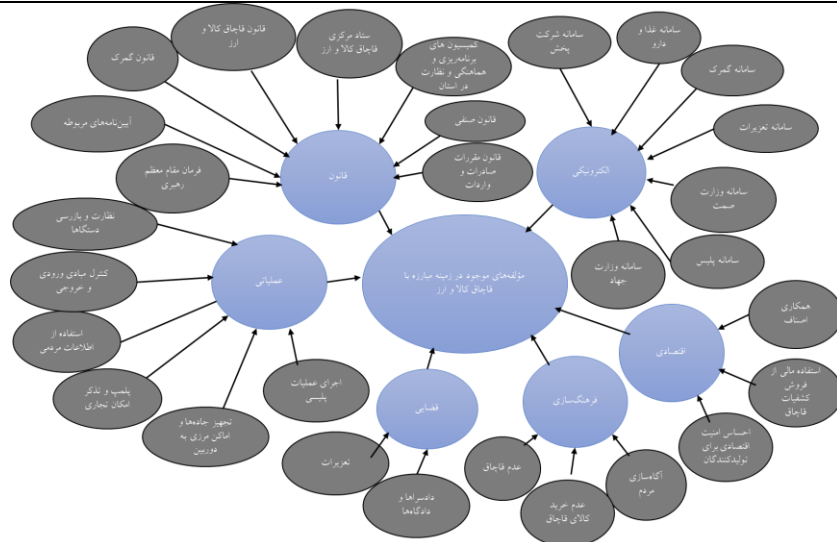 قانون قاچاق کالا و
ارز
ستاد مرکزی
قاچاق کالا و ارز
کمیسیون های
برنامه‌ریزی و
هماهنگی و نظارت
در استان
قانون گمرک
آیین‌نامه‌های مربوطه
فرمان مقام معظم
رهبری
قانون صنفی
قانون مقررات
صادرات و
واردات
قانون
سامانه غذا و
دارو
سامانه شرکت
پخش
سامانه گمرک
سامانه تعزیرات
سامانه وزارت
صمت
سامانه پلیس
سامانه وزارت
جهاد
الکترونیکی
مؤلفه‌های موجود در زمینه مبارزه با
قاچاق کالا و ارز
نظارت و بازرسی
دستگاها
کنترل مبادی ورودی
و خروجی
استفاده از
اطلاعات مردمی
پلمپ و تذکر
امکان تجاری
تجهیز جاده‌ها و
اماکن مرزی به
دوربین
اجرای عملیات
پلیسی
عملیاتی
همکاری
اصناف
استفاده مالی از
فروش
کشفیات
قاچاق
احساس امنیت
اقتصادی برای
تولیدکنندگان
اقتصادی
آگاه‌سازی
مردم
عدم خرید
کالای قاچاق
عدم قاچاق
فرهنگ‌سازی
قضایی
تعزیرات
دادسراها و
دادگاه‌ها